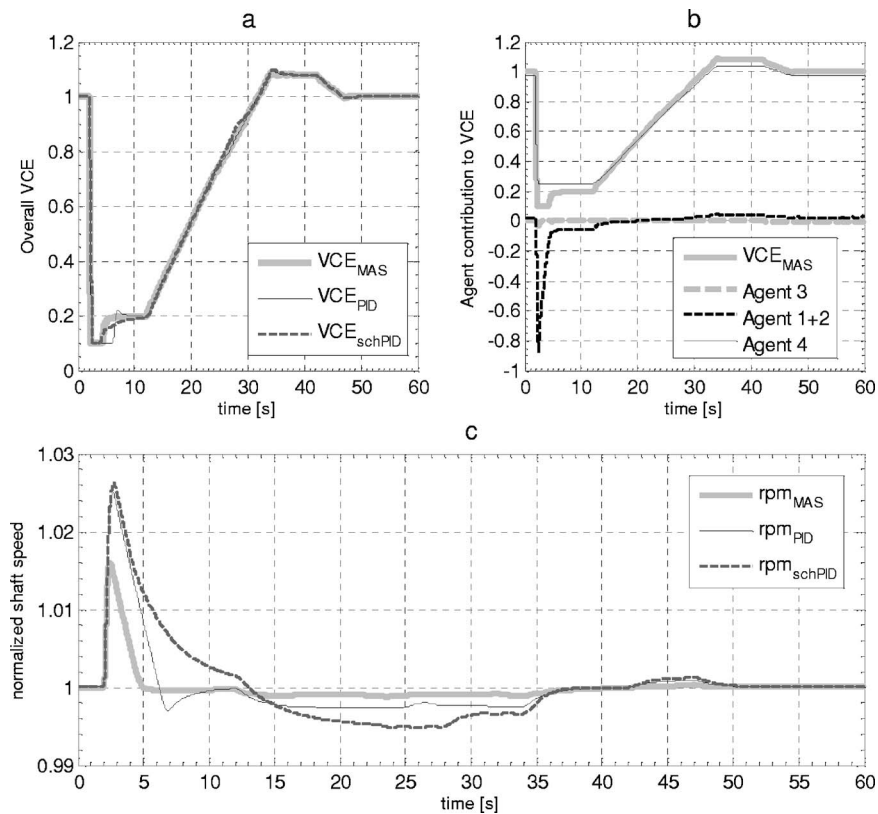 a
1.2
1
0.8
0.6
0.4
0.2
0
Overall VCE
0 10 20 30 40 50 60
time [s]
VCE_MAS
VCE_PID
VCE_schPID
b
1.2
1.0
0.8
0.6
0.4
0.2
0
-0.2
-0.4
-0.6
-0.8
-1
Agent contribution to VCE
0 10 20 30 40 50 60
time [s]
VCE_MAS
Agent 3
Agent 1+2
Agent 4
c
1.03
1.02
1.01
1
0.99
normalized shaft speed
0 5 10 15 20 25 30 35 40 45 50 55 60
time [s]
rpm_MAS
rpm_PID
rpm_schPID